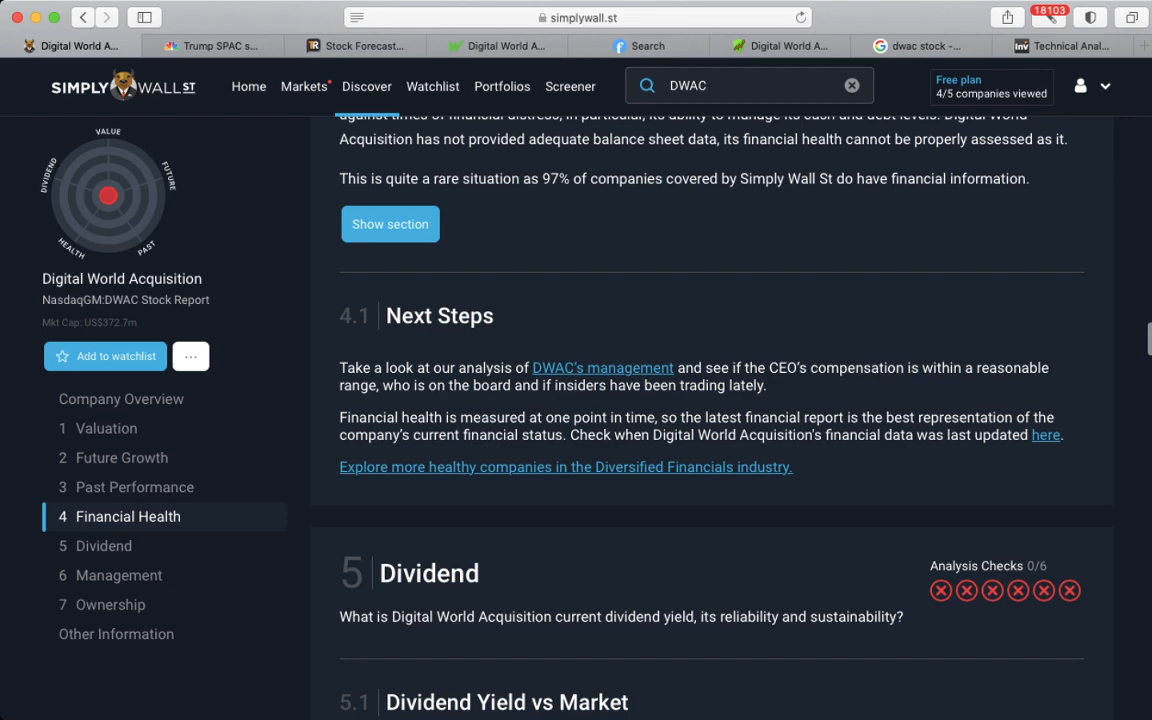 simplywall.st
18103
Digital World A...
Trump SPAC s...
Stock Forecast...
Digital World A...
Search
Digital World A...
dwac stock -...
Technical Anal...
SIMPLY WALL ST
Home
Markets
Discover
Watchlist
Portfolios
Screener
DWAC
Free plan
4/5 companies viewed
VALUE
FUTURE
PAST
HEALTH
DIVIDEND
Digital World Acquisition
NasdaqGM:DWAC Stock Report
Mkt Cap: US$372.7m
Add to watchlist
...
Company Overview
1 Valuation
2 Future Growth
3 Past Performance
4 Financial Health
5 Dividend
6 Management
7 Ownership
Other Information
against times of financial distress, in particular, its ability to manage its cash and debt levels. Digital World
Acquisition has not provided adequate balance sheet data, its financial health cannot be properly assessed as it.
This is quite a rare situation as 97% of companies covered by Simply Wall St do have financial information.
Show section
4.1 Next Steps
Take a look at our analysis of DWAC's management and see if the CEO's compensation is within a reasonable
range, who is on the board and if insiders have been trading lately.
Financial health is measured at one point in time, so the latest financial report is the best representation of the
company's current financial status. Check when Digital World Acquisition's financial data was last updated here.
Explore more healthy companies in the Diversified Financials industry.
5 Dividend
Analysis Checks 0/6
What is Digital World Acquisition current dividend yield, its reliability and sustainability?
5.1 Dividend Yield vs Market